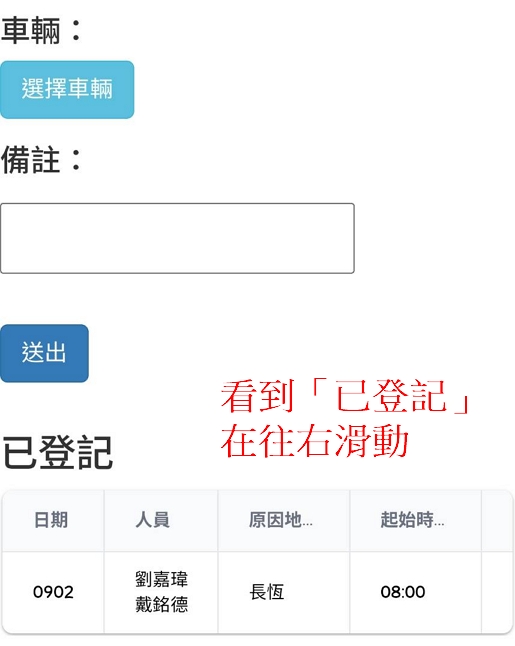 車輛：
選擇車輛
備註：
送出
看到「已登記」
在往右滑動
已登記
日期 人員 原因地... 起始時...
0902 劉嘉瑋 戴銘德 長恆 08:00